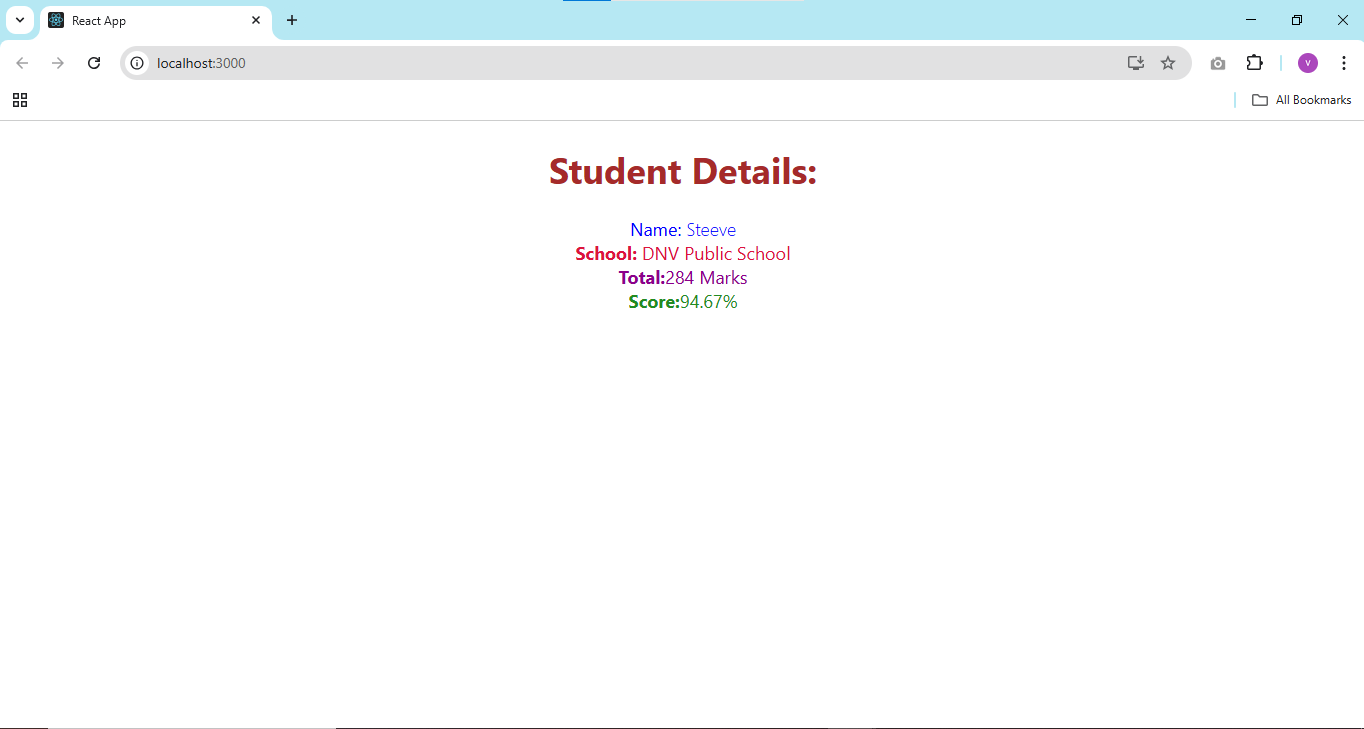 React App
localhost:3000
V
All Bookmarks
Student Details:
Name: Steeve
School: DNV Public School
Total:284 Marks
Score:94.67%